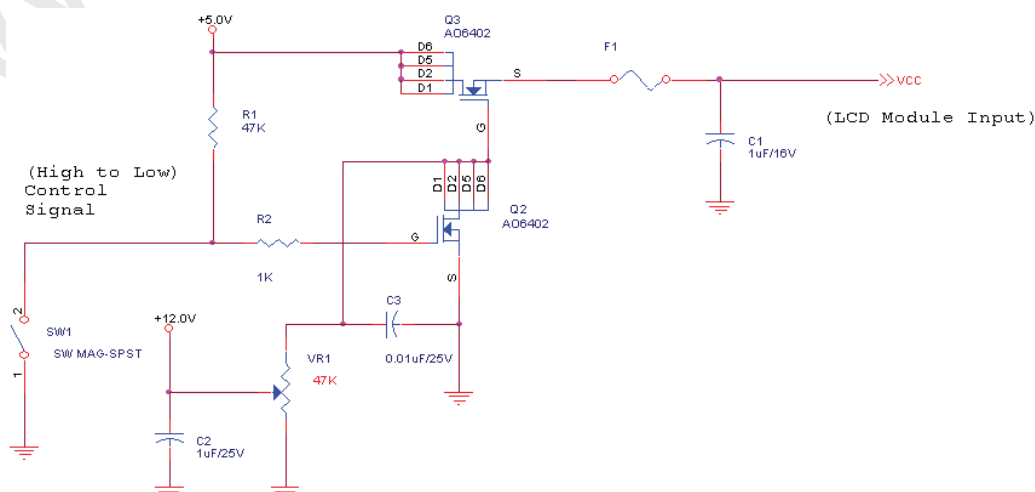 +5.0V
Q3
AO6402
D6
D5
D2
D1
S
G
F1
VCC
(LCD Module Input)
C1
1uF/16V
R1
47K
(High to Low)
Control
Signal
R2
1K
G
D1
D2
D5
D6
Q2
AO6402
S
C3
0.01uF/25V
+12.0V
2
SW1
SW MAG-SPST
1
VR1
47K
C2
1uF/25V